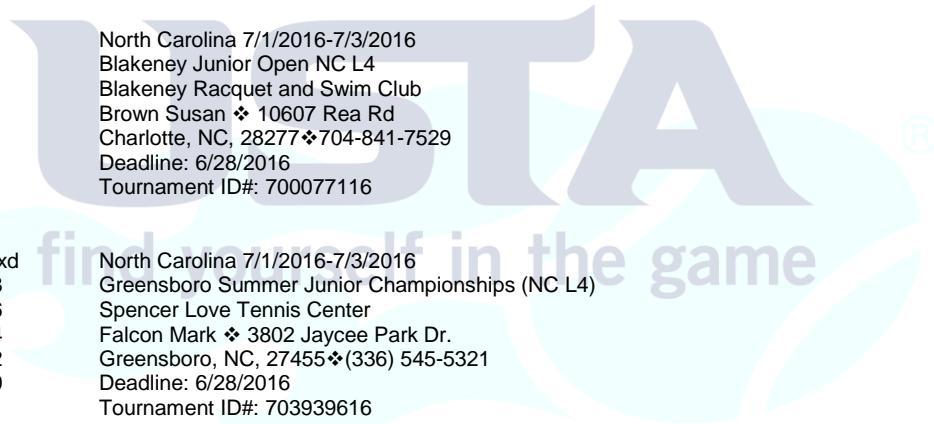 USTA
®
find yourself in the game
North Carolina 7/1/2016-7/3/2016
Blakeney Junior Open NC L4
Blakeney Racquet and Swim Club
Brown Susan ❖ 10607 Rea Rd
Charlotte, NC, 28277❖704-841-7529
Deadline: 6/28/2016
Tournament ID#: 700077116
xd
North Carolina 7/1/2016-7/3/2016
Greensboro Summer Junior Championships (NC L4)
Spencer Love Tennis Center
Falcon Mark ❖ 3802 Jaycee Park Dr.
Greensboro, NC, 27455❖(336) 545-5321
Deadline: 6/28/2016
Tournament ID#: 703939616